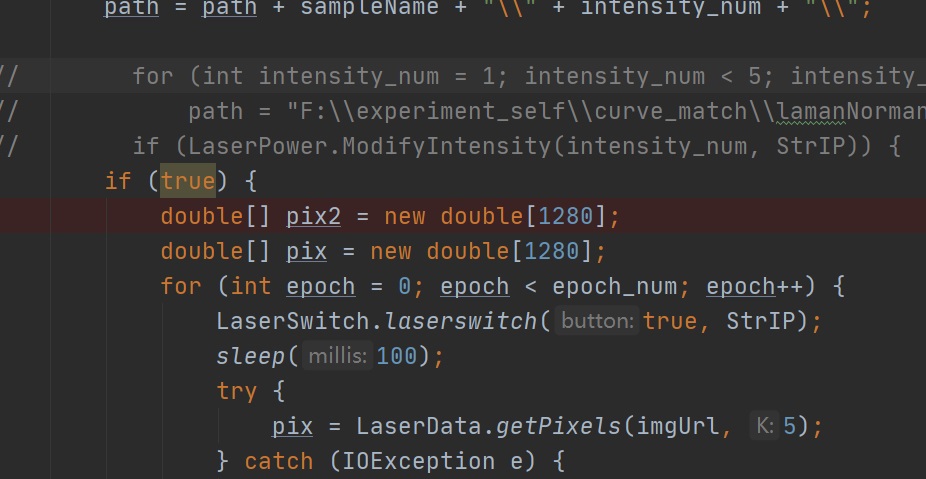 path = path + sampleName + "\\" + intensity_num + "\\";
// for (int intensity_num = 1; intensity_num < 5; intensity_
// path = "F:\\experiment_self\\curve_match\\lamanNorman
// if (LaserPower.ModifyIntensity(intensity_num, StrIP)) {
if (true) {
double[] pix2 = new double[1280];
double[] pix = new double[1280];
for (int epoch = 0; epoch < epoch_num; epoch++) {
LaserSwitch.laserswitch( button: true, StrIP);
sleep( millis: 100);
try {
pix = LaserData.getPixels(imgUrl, K: 5);
} catch (IOException e) {